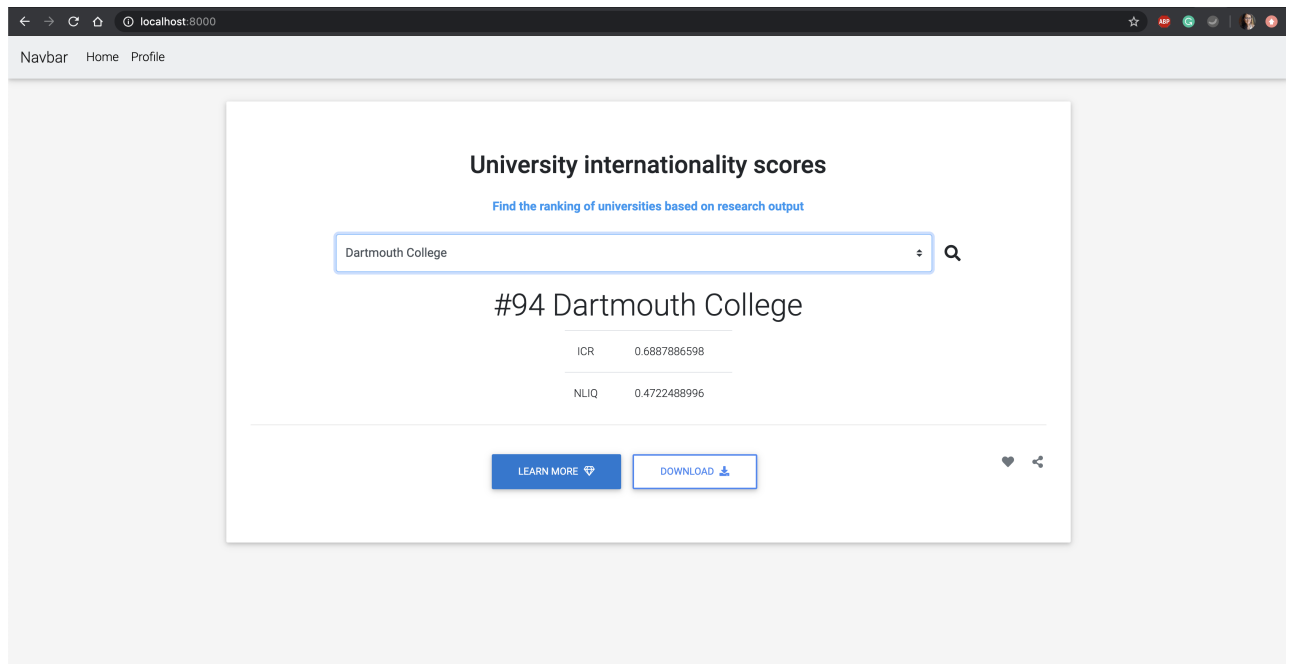 localhost:8000
ABP
Navbar Home Profile
University internationality scores
Find the ranking of universities based on research output
Dartmouth College
#94 Dartmouth College
ICR 0.6887886598
NLIQ 0.4722488996
LEARN MORE DOWNLOAD